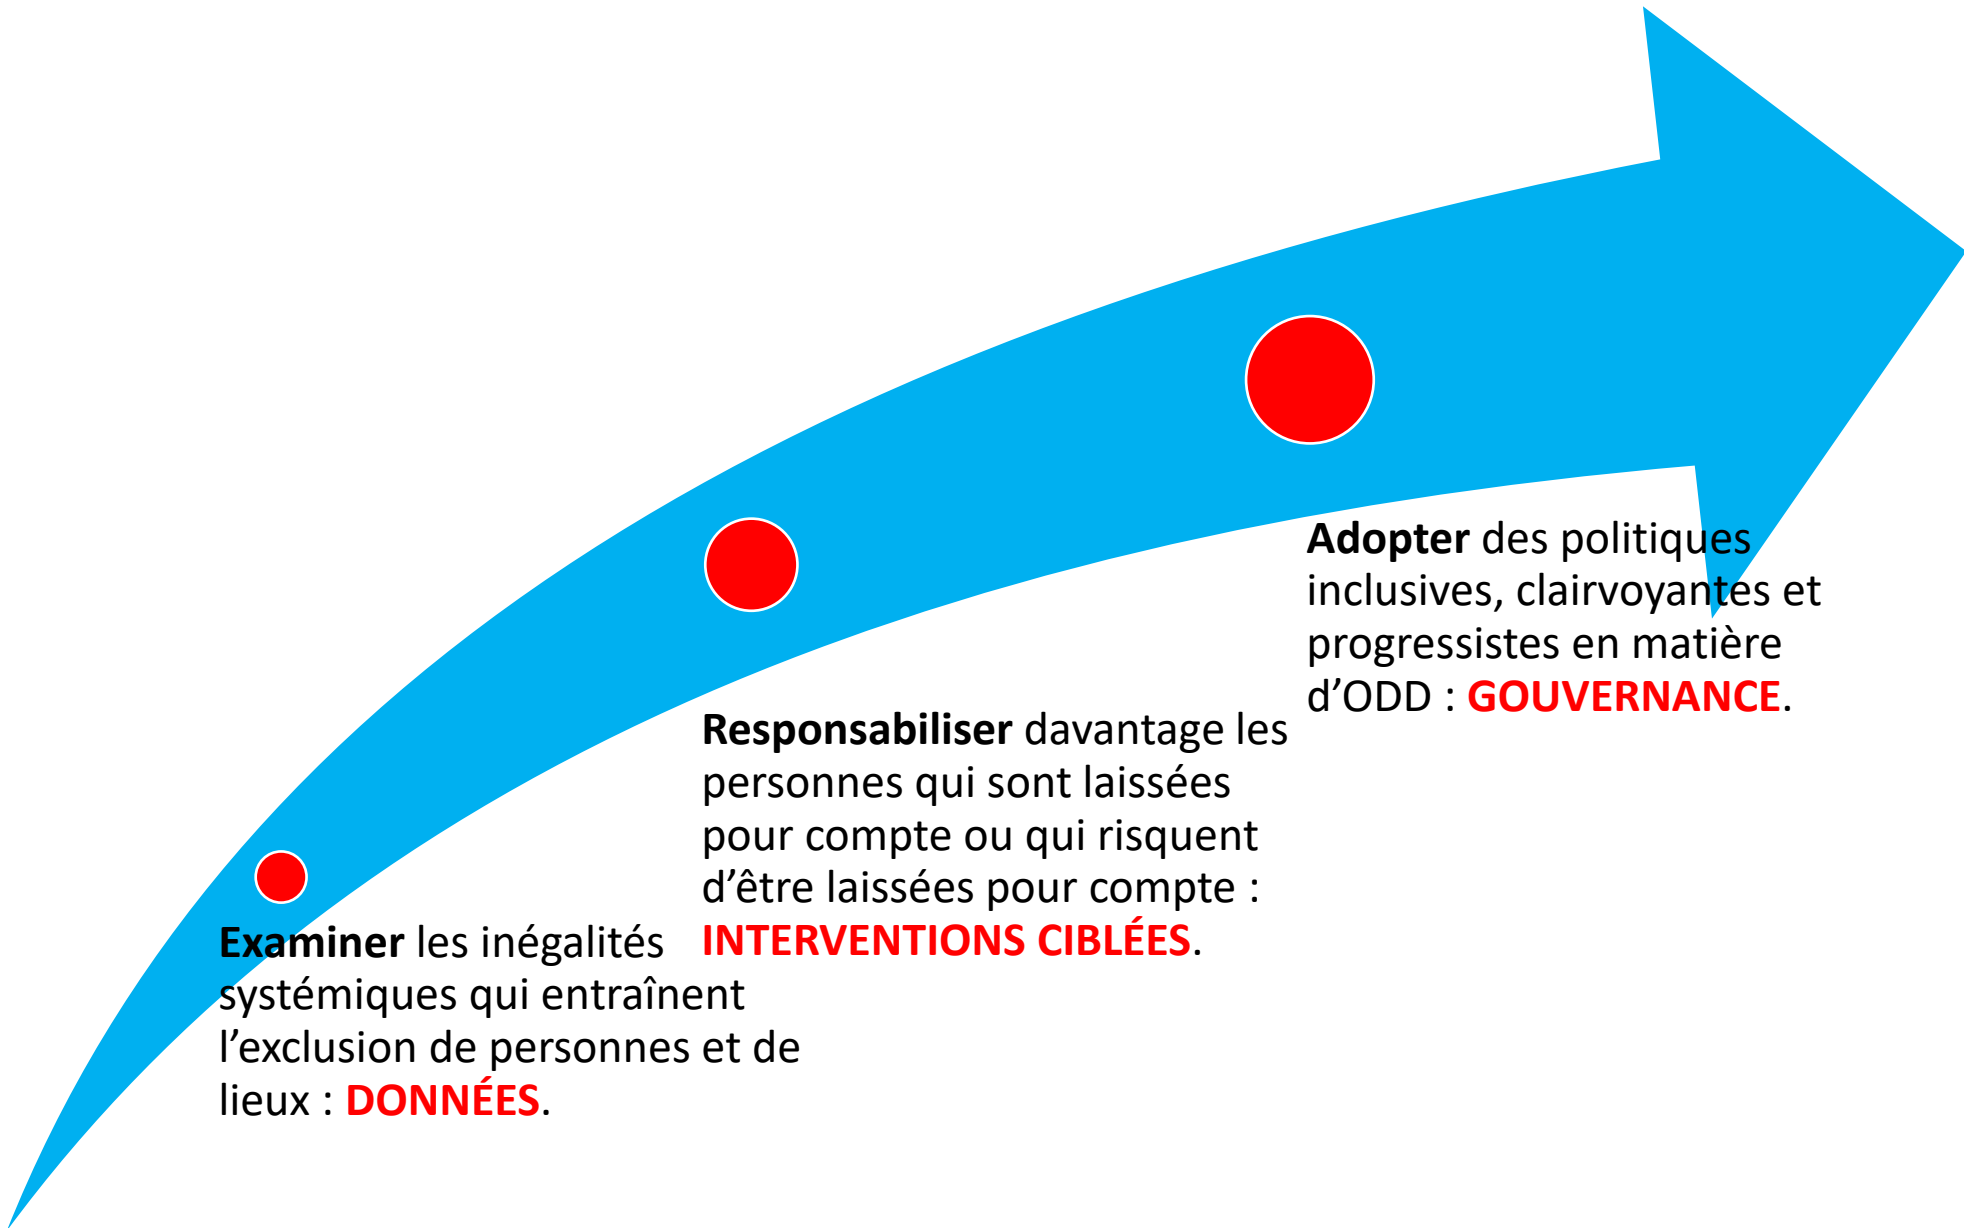 Examiner les inégalités
systémiques qui entraînent
l’exclusion de personnes et de
lieux : DONNÉES.
Responsabiliser davantage les
personnes qui sont laissées
pour compte ou qui risquent
d’être laissées pour compte :
INTERVENTIONS CIBLÉES.
Adopter des politiques
inclusives, clairvoyantes et
progressistes en matière
d’ODD : GOUVERNANCE.